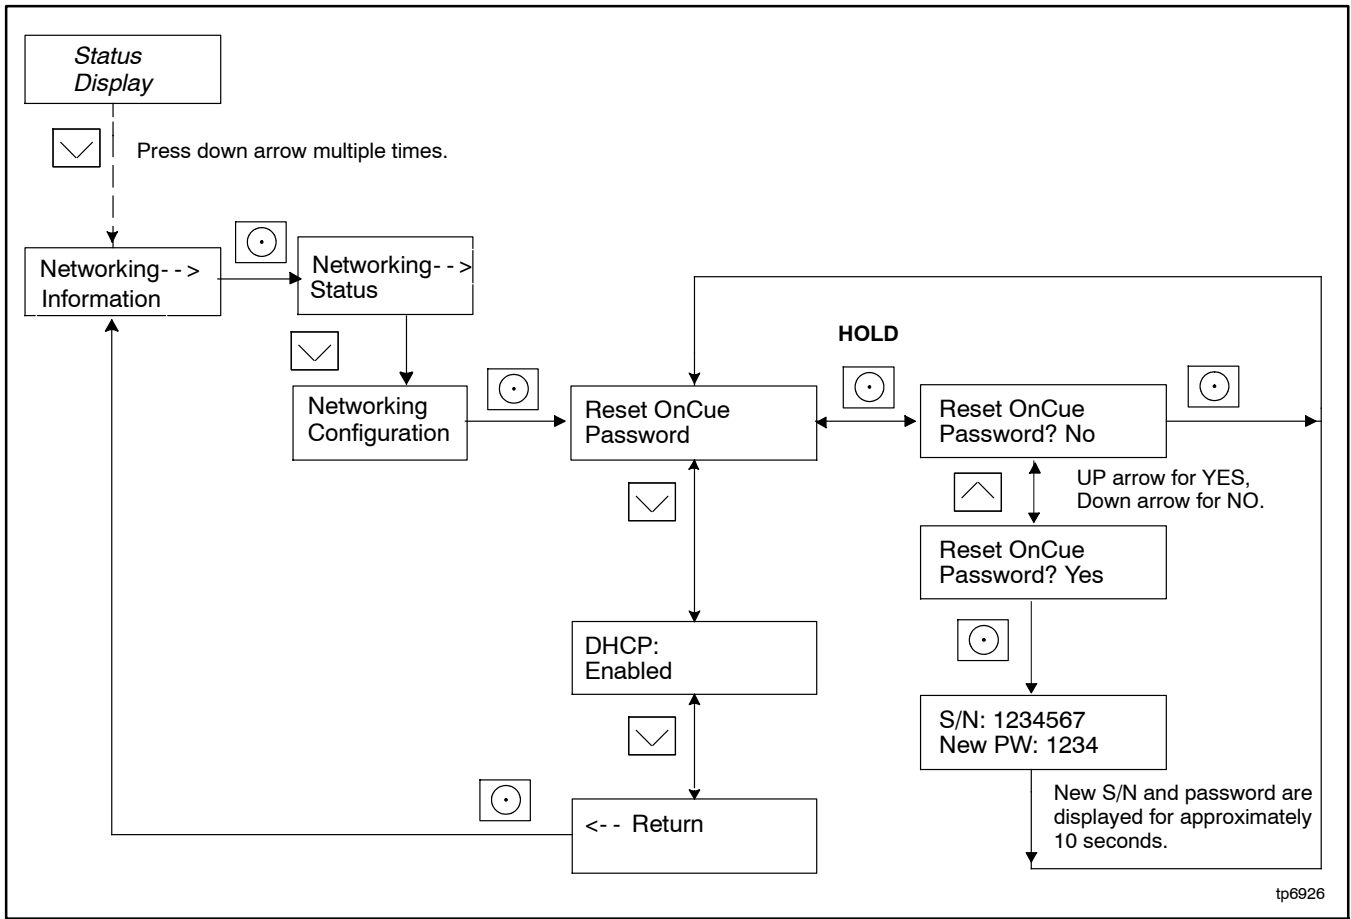 Status
Display
Press down arrow multiple times.
Networking- - >
Information
Networking- - >
Status
Networking
Configuration
Reset OnCue
Password
HOLD
Reset OnCue
Password? No
UP arrow for YES,
Down arrow for NO.
Reset OnCue
Password? Yes
DHCP:
Enabled
S/N: 1234567
New PW: 1234
<- - Return
New S/N and password are
displayed for approximately
10 seconds.
tp6926